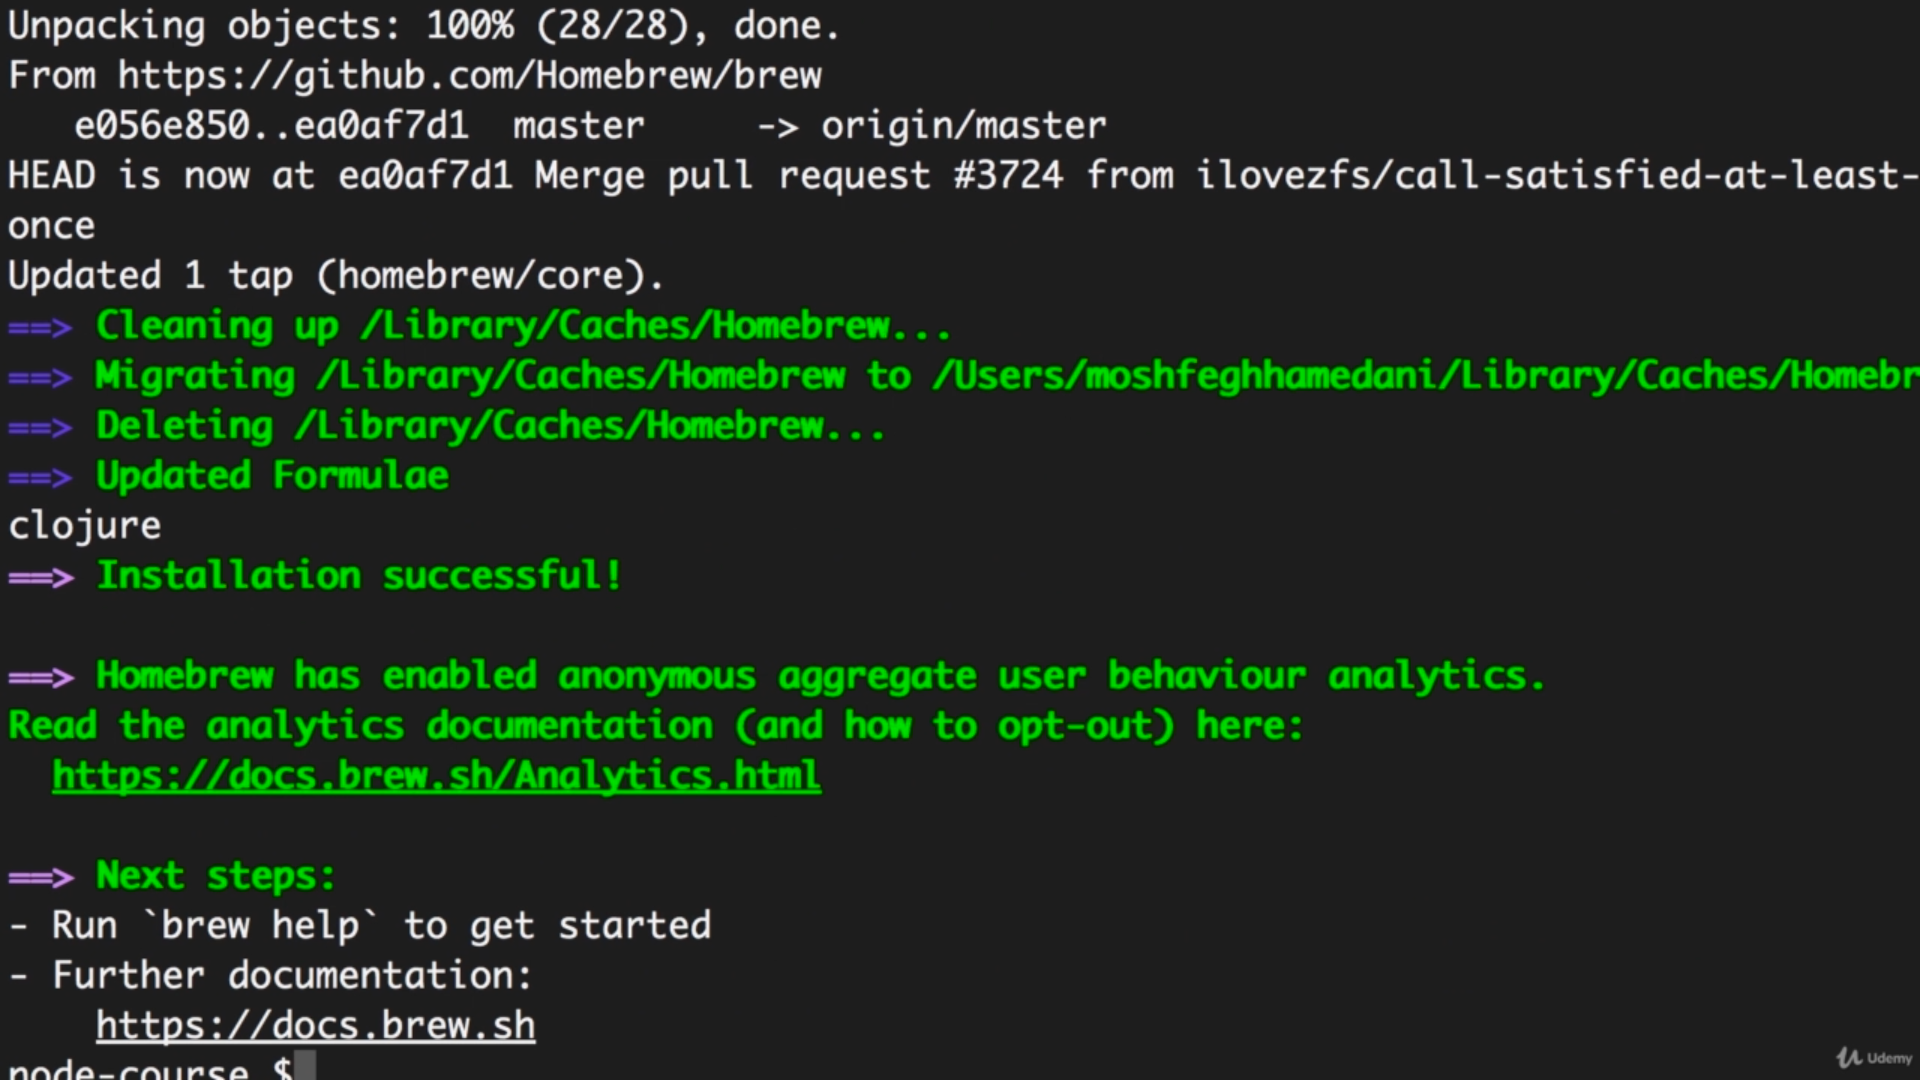 Unpacking objects: 100% (28/28), done.
From https://github.com/Homebrew/brew
   e056e850..ea0af7d1  master     -> origin/master
HEAD is now at ea0af7d1 Merge pull request #3724 from ilovezfs/call-satisfied-at-least-
once
Updated 1 tap (homebrew/core).
==> Cleaning up /Library/Caches/Homebrew...
==> Migrating /Library/Caches/Homebrew to /Users/moshfeghhamedani/Library/Caches/Homebr
==> Deleting /Library/Caches/Homebrew...
==> Updated Formulae
clojure
==> Installation successful!
==> Homebrew has enabled anonymous aggregate user behaviour analytics.
Read the analytics documentation (and how to opt-out) here:
  https://docs.brew.sh/Analytics.html
==> Next steps:
- Run `brew help` to get started
- Further documentation:
    https://docs.brew.sh
node-course $
Udemy